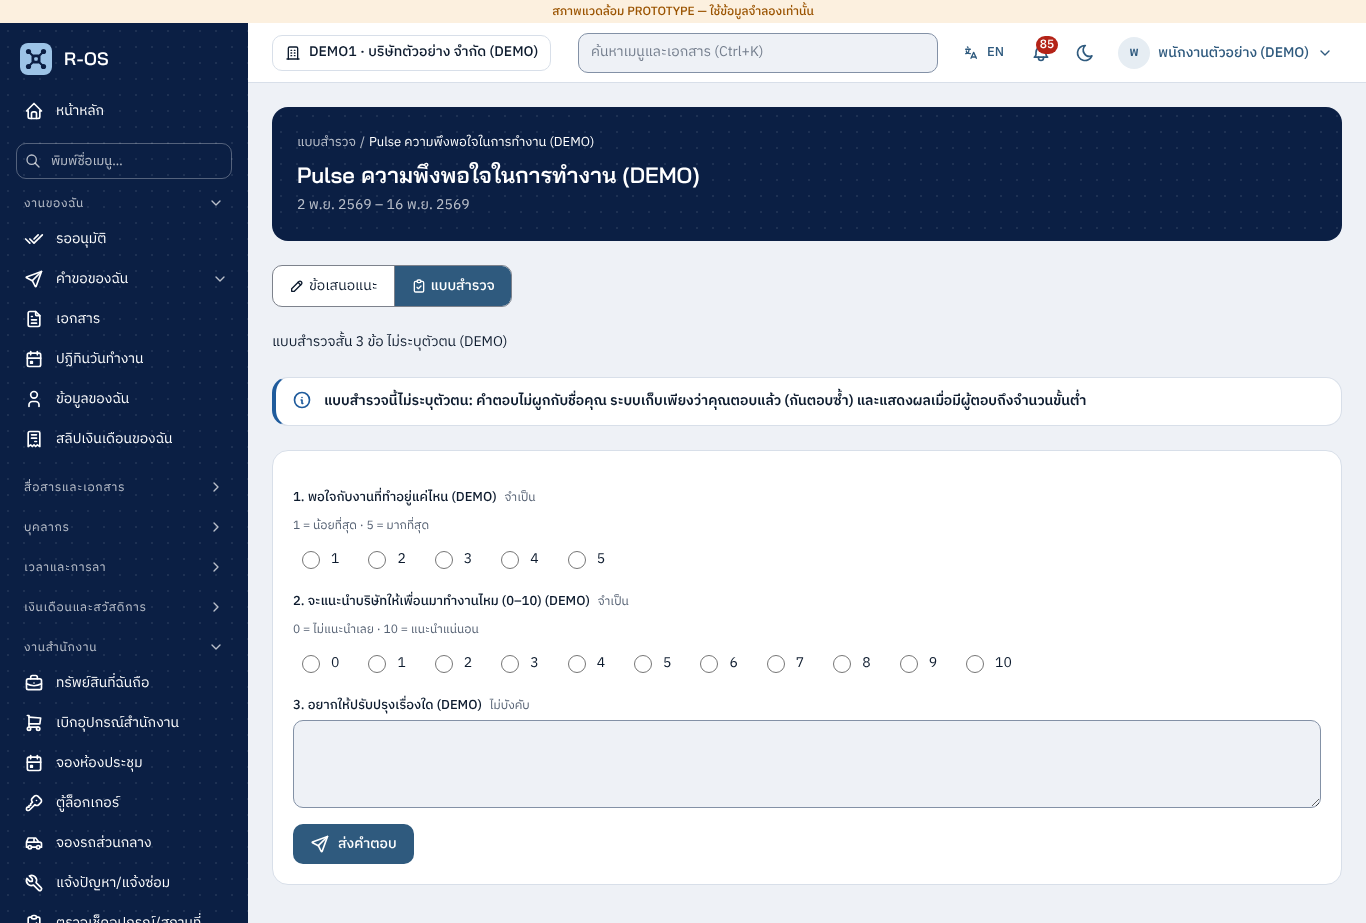 สภาพแวดล้อม PROTOTYPE — ใช้ข้อมูลจำลองเท่านั้น
R-OS
DEMO1 · บริษัทตัวอย่าง จำกัด (DEMO)
ค้นหาเมนูและเอกสาร (Ctrl+K)
EN
85
พ
พนักงานตัวอย่าง (DEMO)
หน้าหลัก
พิมพ์ชื่อเมนู...
งานของฉัน
รออนุมัติ
คำขอของฉัน
เอกสาร
ปฏิทินวันทำงาน
ข้อมูลของฉัน
สลิปเงินเดือนของฉัน
สื่อสารและเอกสาร
บุคลากร
เวลาและการลา
เงินเดือนและสวัสดิการ
งานสำนักงาน
ทรัพย์สินที่ฉันถือ
เบิกอุปกรณ์สำนักงาน
จองห้องประชุม
ตู้ล็อกเกอร์
จองรถส่วนกลาง
แจ้งปัญหา/แจ้งซ่อม
ตรวจเช็คอุปกรณ์/สถานที่
แบบสำรวจ / Pulse ความพึงพอใจในการทำงาน (DEMO)
Pulse ความพึงพอใจในการทำงาน (DEMO)
2 พ.ย. 2569 – 16 พ.ย. 2569
ข้อเสนอแนะ
แบบสำรวจ
แบบสำรวจสั้น 3 ข้อ ไม่ระบุตัวตน (DEMO)
แบบสำรวจนี้ไม่ระบุตัวตน: คำตอบไม่ผูกกับชื่อคุณ ระบบเก็บเพียงว่าคุณตอบแล้ว (กันตอบซ้ำ) และแสดงผลเมื่อมีผู้ตอบถึงจำนวนขั้นต่ำ
1. พอใจกับงานที่ทำอยู่แค่ไหน (DEMO) จำเป็น
1 = น้อยที่สุด · 5 = มากที่สุด
1 2 3 4 5
2. จะแนะนำบริษัทให้เพื่อนมาทำงานไหม (0–10) (DEMO) จำเป็น
0 = ไม่แนะนำเลย · 10 = แนะนำแน่นอน
0 1 2 3 4 5 6 7 8 9 10
3. อยากให้ปรับปรุงเรื่องใด (DEMO) ไม่บังคับ
ส่งคำตอบ